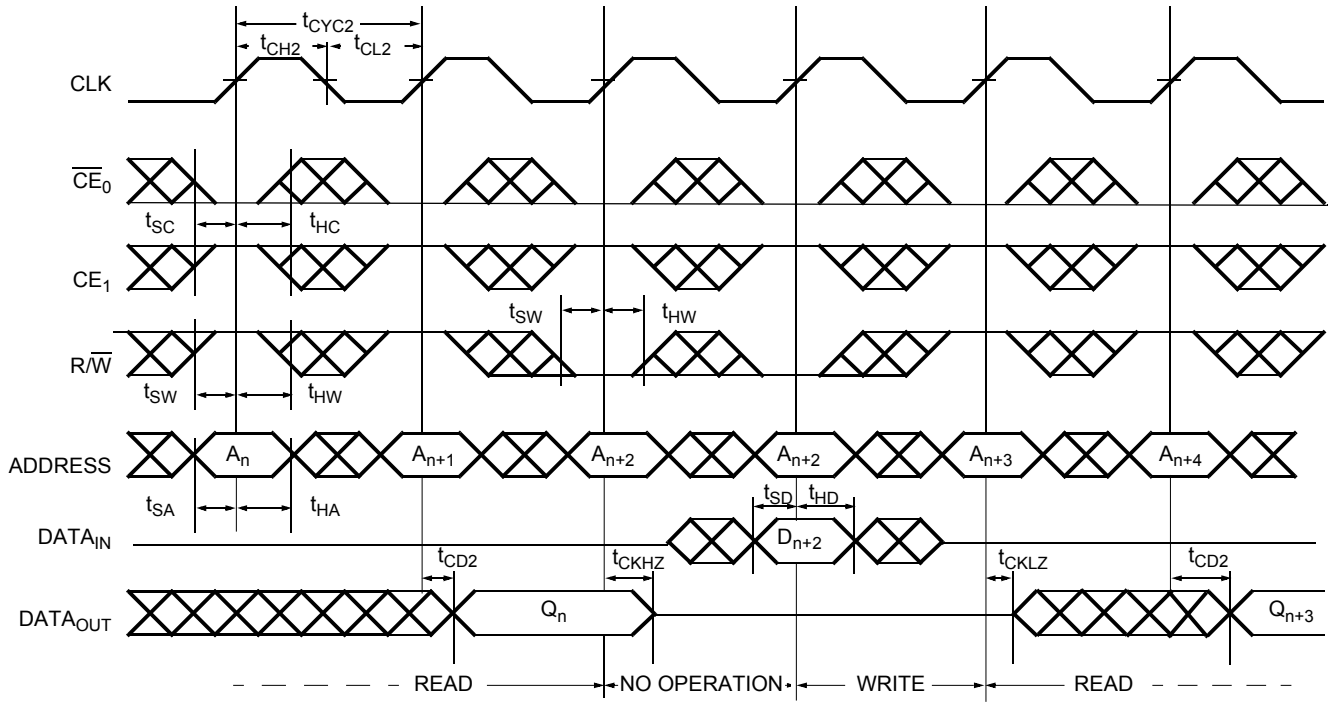 tCYC2
tCH2 tCL2
CLK
CE0
tSC tHC
CE1
tSW tHW
R/W
tSW tHW
ADDRESS An An+1 An+2 An+2 An+3 An+4
tSA tHA tSD tHD
DATAIN Dn+2
tCD2 tCKHZ tCKLZ tCD2
DATAOUT Qn Qn+3
READ NO OPERATION WRITE READ